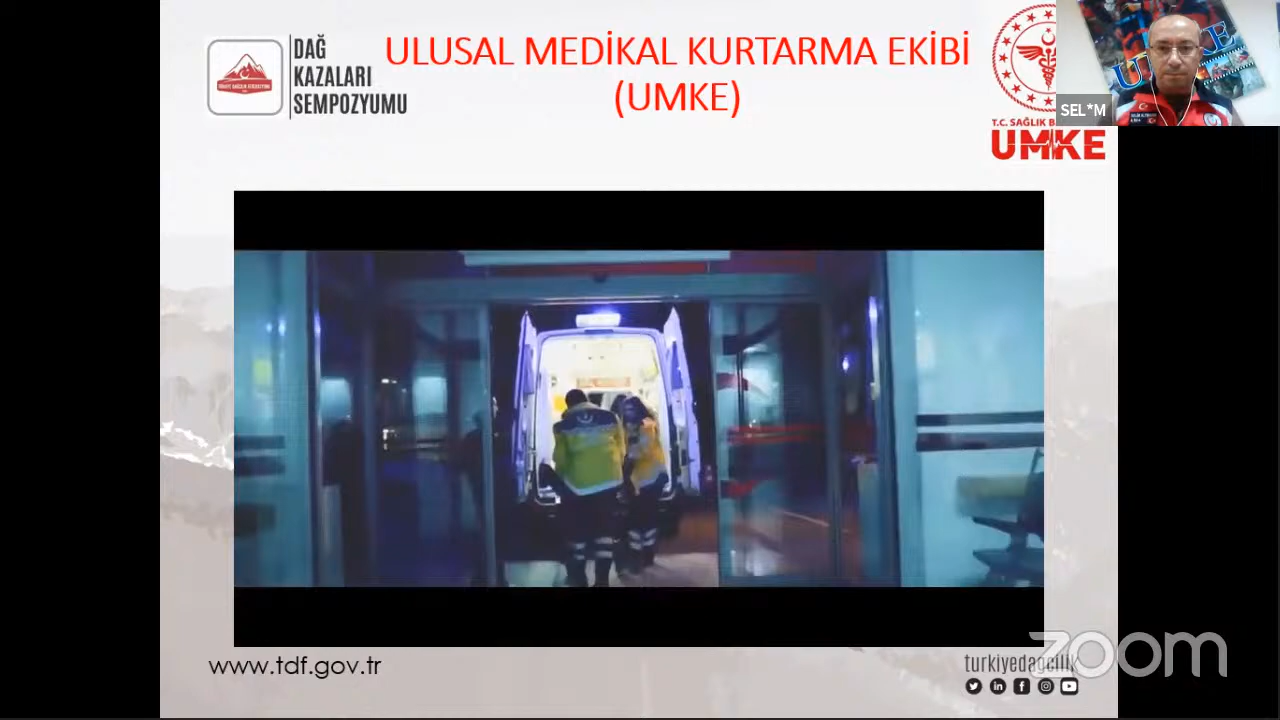 DAĞ
KAZALARI
SEMPOZYUMU
ULUSAL MEDİKAL KURTARMA EKİBİ
(UMKE)
T.C. SAĞLIK B
UMKE
SEL*M
www.tdf.gov.tr
turkiyedagcilik
zoom